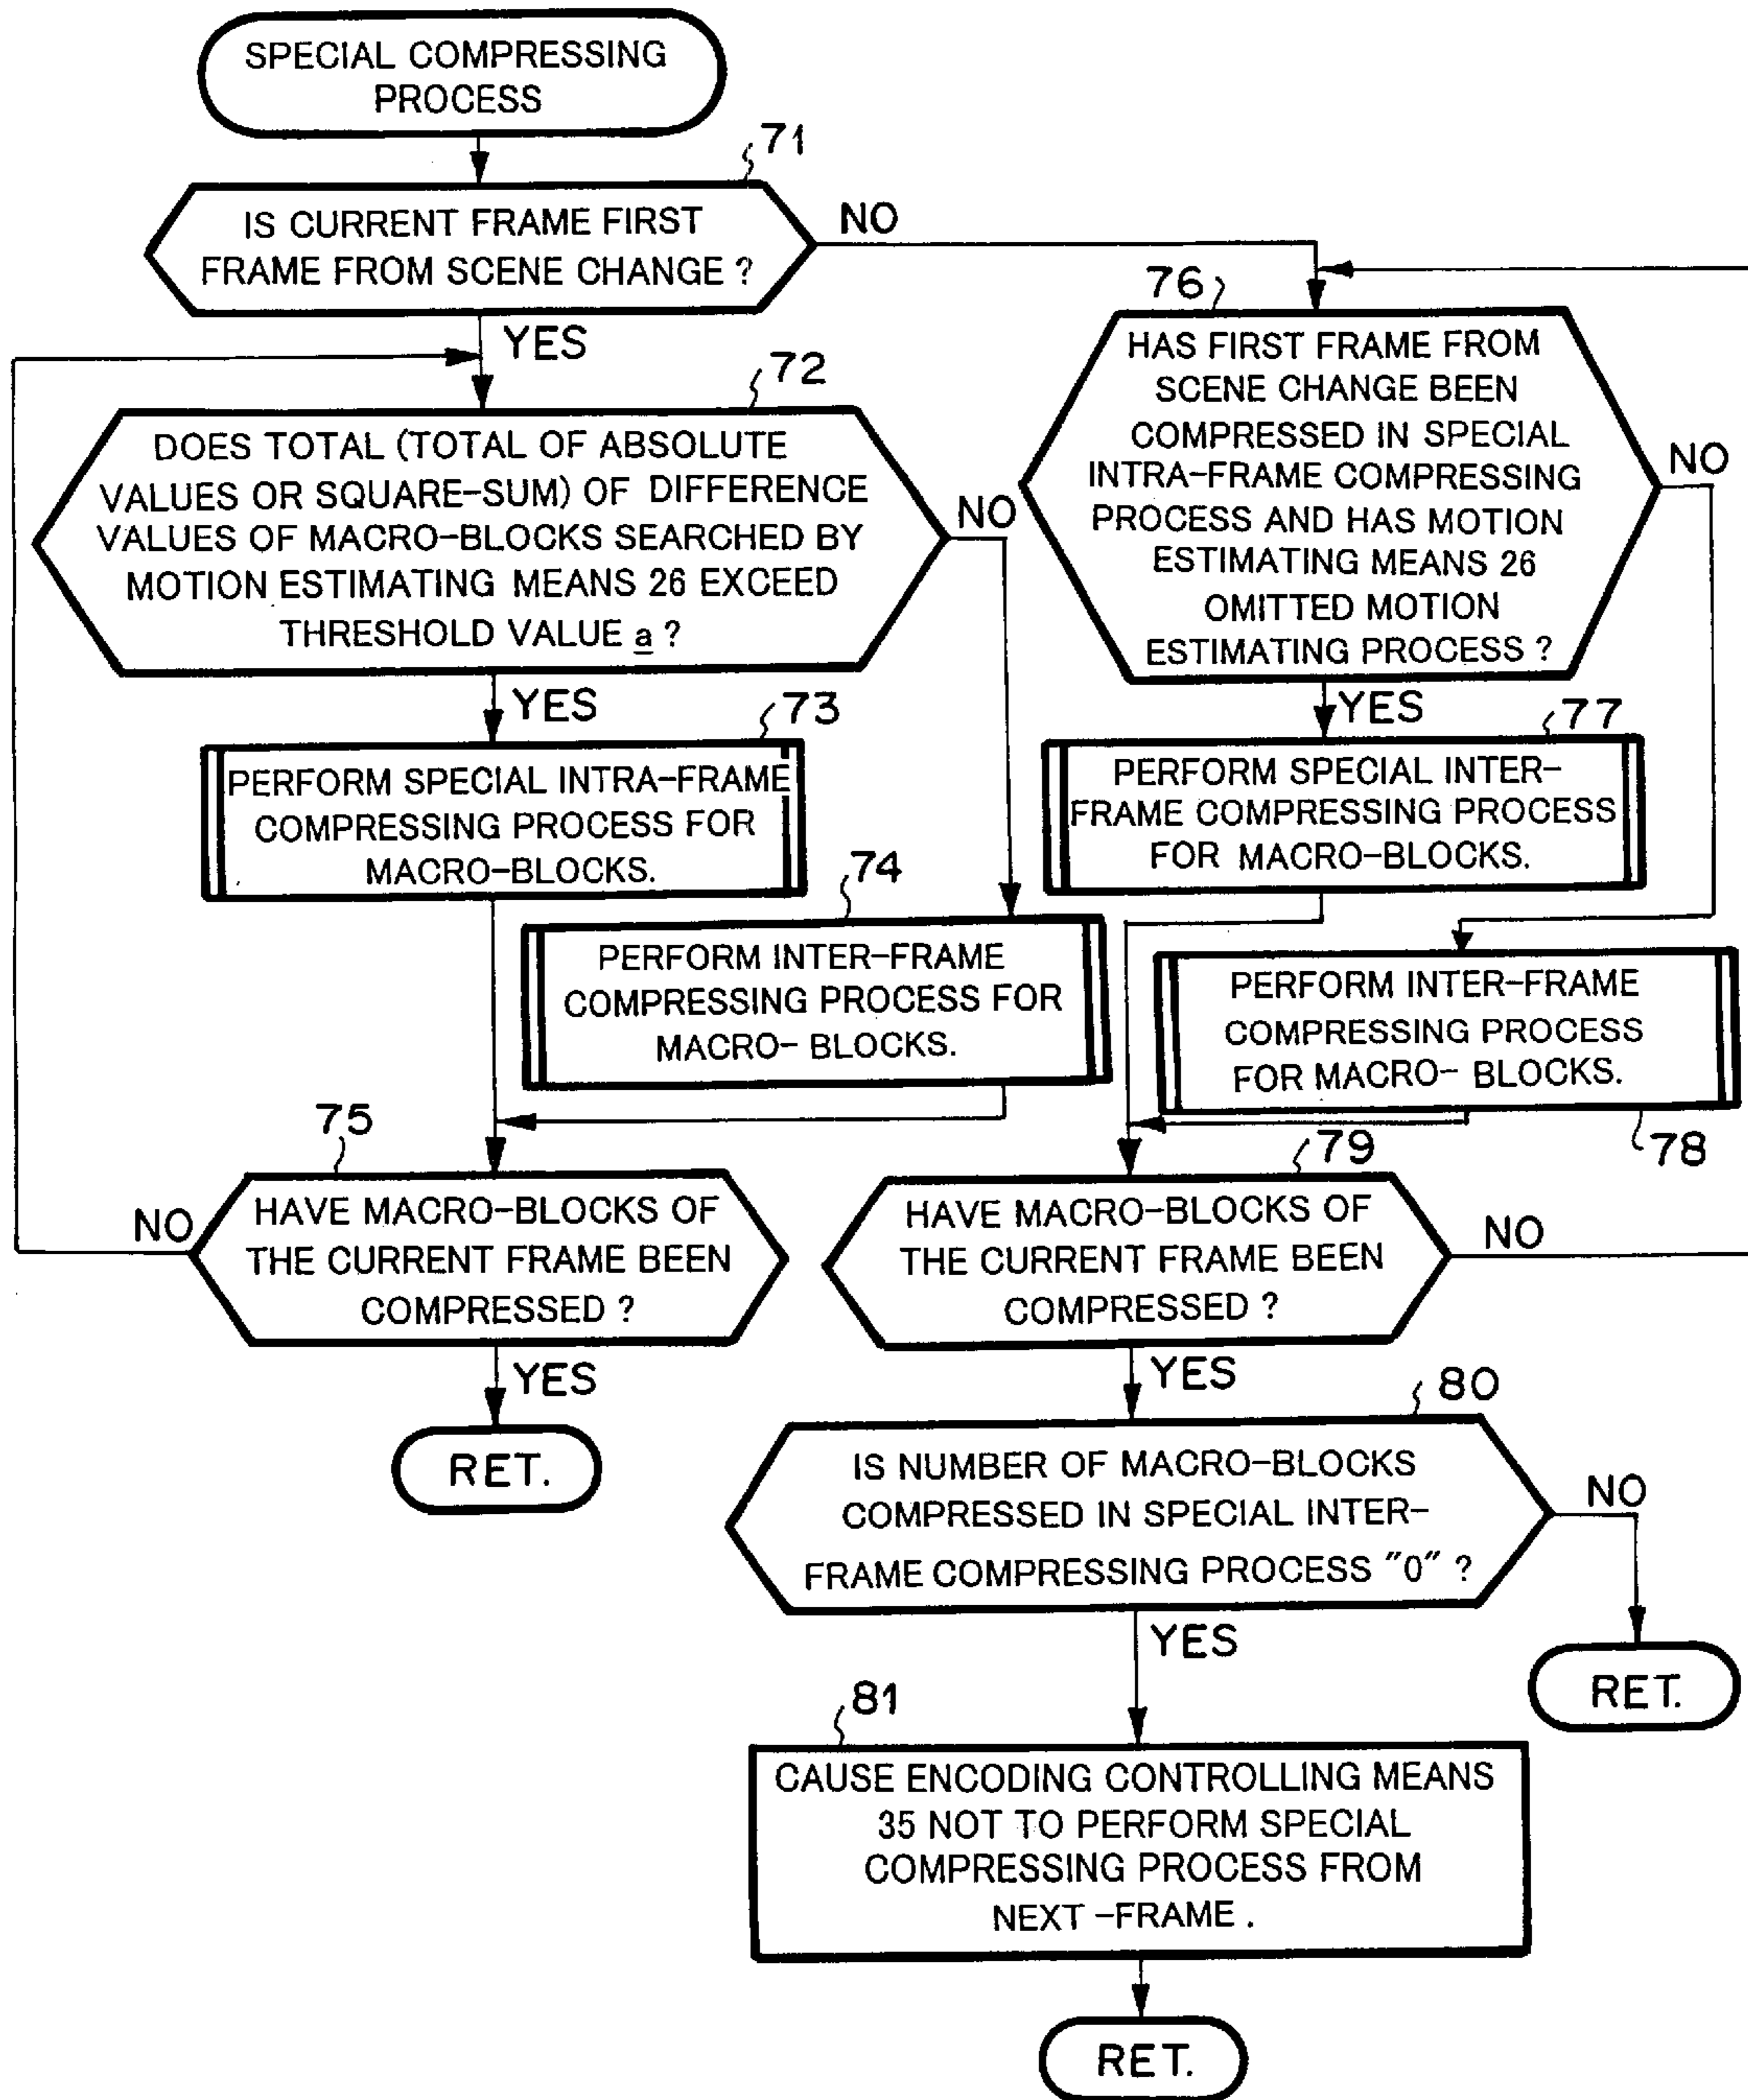 SPECIAL COMPRESSING
PROCESS
71
IS CURRENT FRAME FIRST
FRAME FROM SCENE CHANGE ?
NO
YES
72
DOES TOTAL (TOTAL OF ABSOLUTE
VALUES OR SQUARE-SUM) OF DIFFERENCE
VALUES OF MACRO-BLOCKS SEARCHED BY
MOTION ESTIMATING MEANS 26 EXCEED
THRESHOLD VALUE a ?
NO
YES
73
PERFORM SPECIAL INTRA-FRAME
COMPRESSING PROCESS FOR
MACRO-BLOCKS.
74
PERFORM INTER-FRAME
COMPRESSING PROCESS FOR
MACRO- BLOCKS.
75
HAVE MACRO-BLOCKS OF
THE CURRENT FRAME BEEN
COMPRESSED ?
NO
YES
RET.
76
HAS FIRST FRAME FROM
SCENE CHANGE BEEN
COMPRESSED IN SPECIAL
INTRA-FRAME COMPRESSING
PROCESS AND HAS MOTION
ESTIMATING MEANS 26
OMITTED MOTION
ESTIMATING PROCESS ?
NO
YES
77
PERFORM SPECIAL INTER-
FRAME COMPRESSING PROCESS
FOR MACRO-BLOCKS.
PERFORM INTER-FRAME
COMPRESSING PROCESS
FOR MACRO- BLOCKS.
78
79
HAVE MACRO-BLOCKS OF
THE CURRENT FRAME BEEN
COMPRESSED ?
NO
YES
80
IS NUMBER OF MACRO-BLOCKS
COMPRESSED IN SPECIAL INTER-
FRAME COMPRESSING PROCESS "0" ?
NO
RET.
YES
81
CAUSE ENCODING CONTROLLING MEANS
35 NOT TO PERFORM SPECIAL
COMPRESSING PROCESS FROM
NEXT -FRAME .
RET.